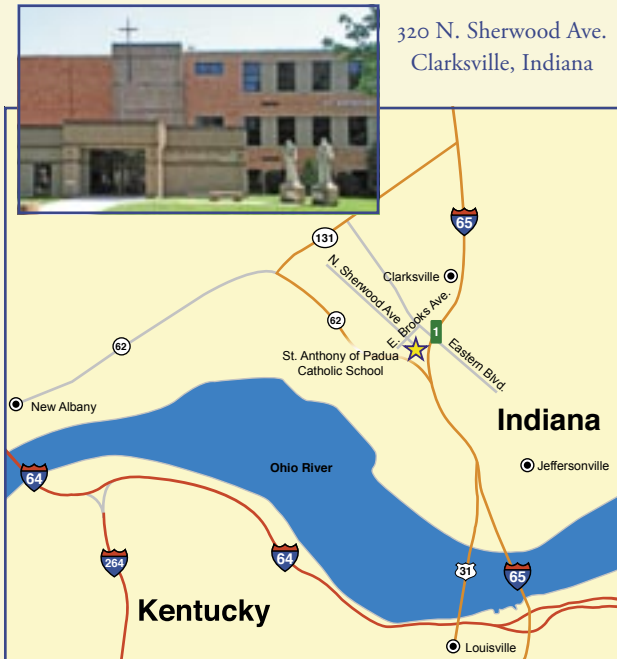 320 N. Sherwood Ave.
Clarksville, Indiana
65
131
N. Sherwood Ave
Clarksville
E. Brooks Ave.
62
1
62
St. Anthony of Padua
Catholic School
Eastern Blvd.
New Albany
Indiana
Ohio River
Jeffersonville
64
264
64
31
65
Kentucky
Louisville